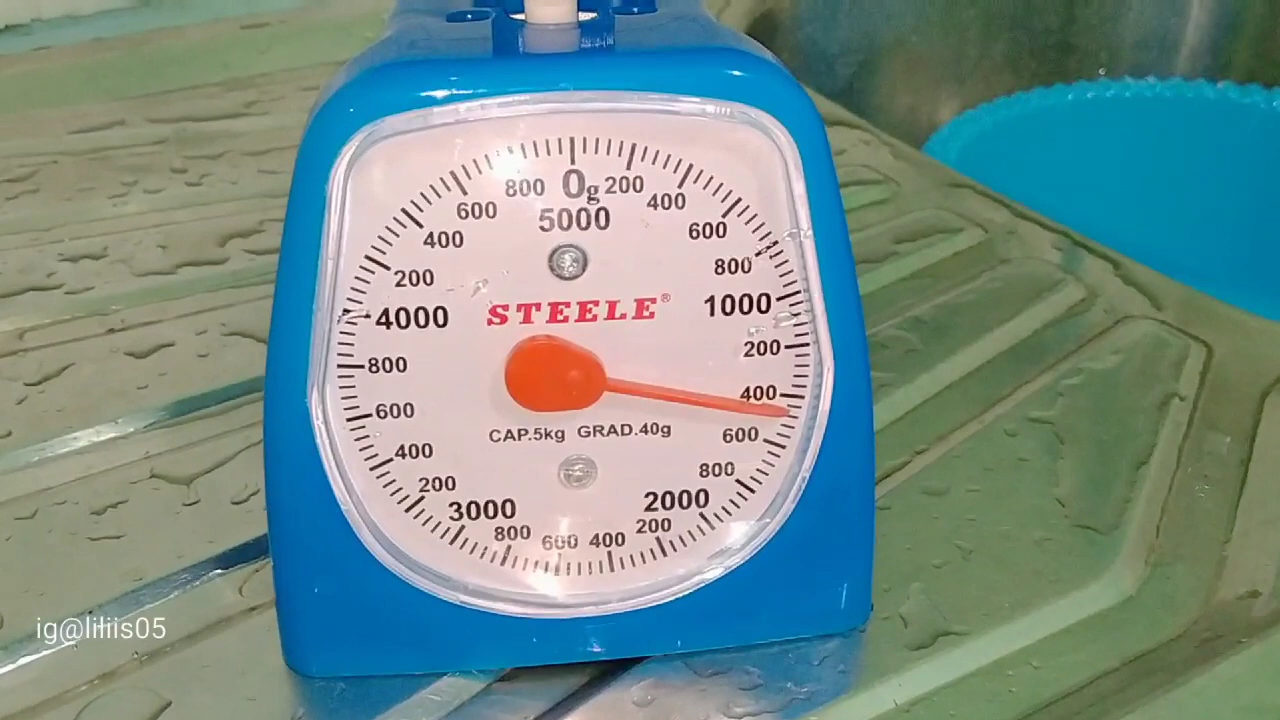 800 0g 200
600 5000 400
400 600
200 800
4000 STEELE® 1000
800 200
600 400
CAP.5kg GRAD.40g 600
400 800
200 3000 2000
800 600 400 200
ig@liliis05